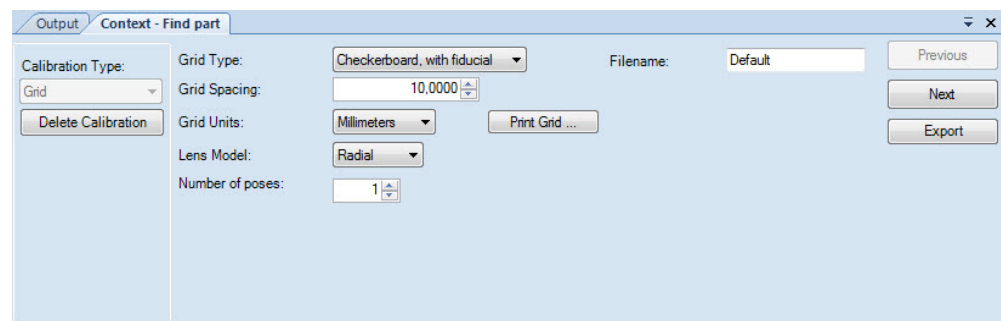 Output Context - Find part
Calibration Type:
Grid
Delete Calibration
Grid Type: Checkerboard, with fiducial Filename: Default
Grid Spacing: 10,0000
Grid Units: Millimeters Print Grid ...
Lens Model: Radial
Number of poses: 1
Previous
Next
Export